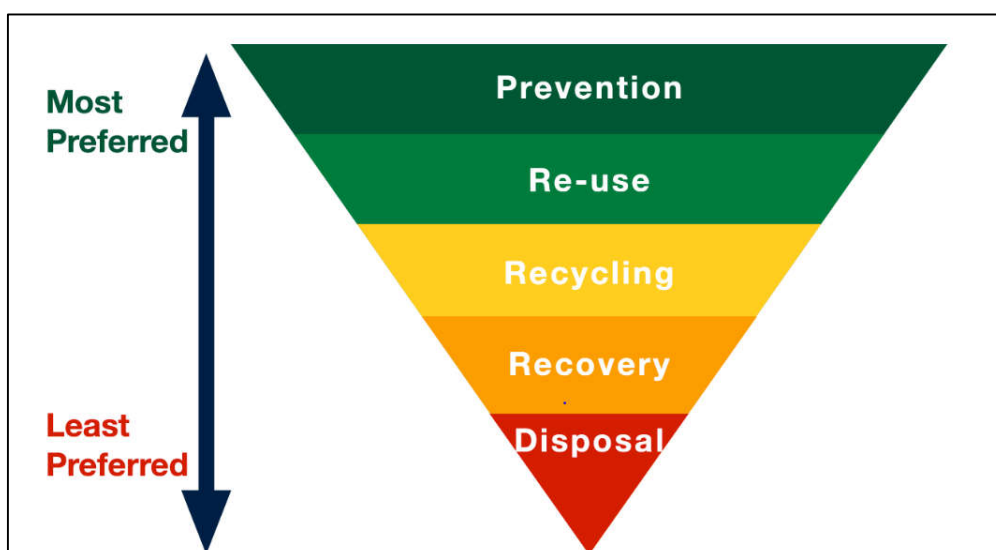 Most
Preferred
Prevention
Re-use
Recycling
Recovery
Disposal
Least
Preferred